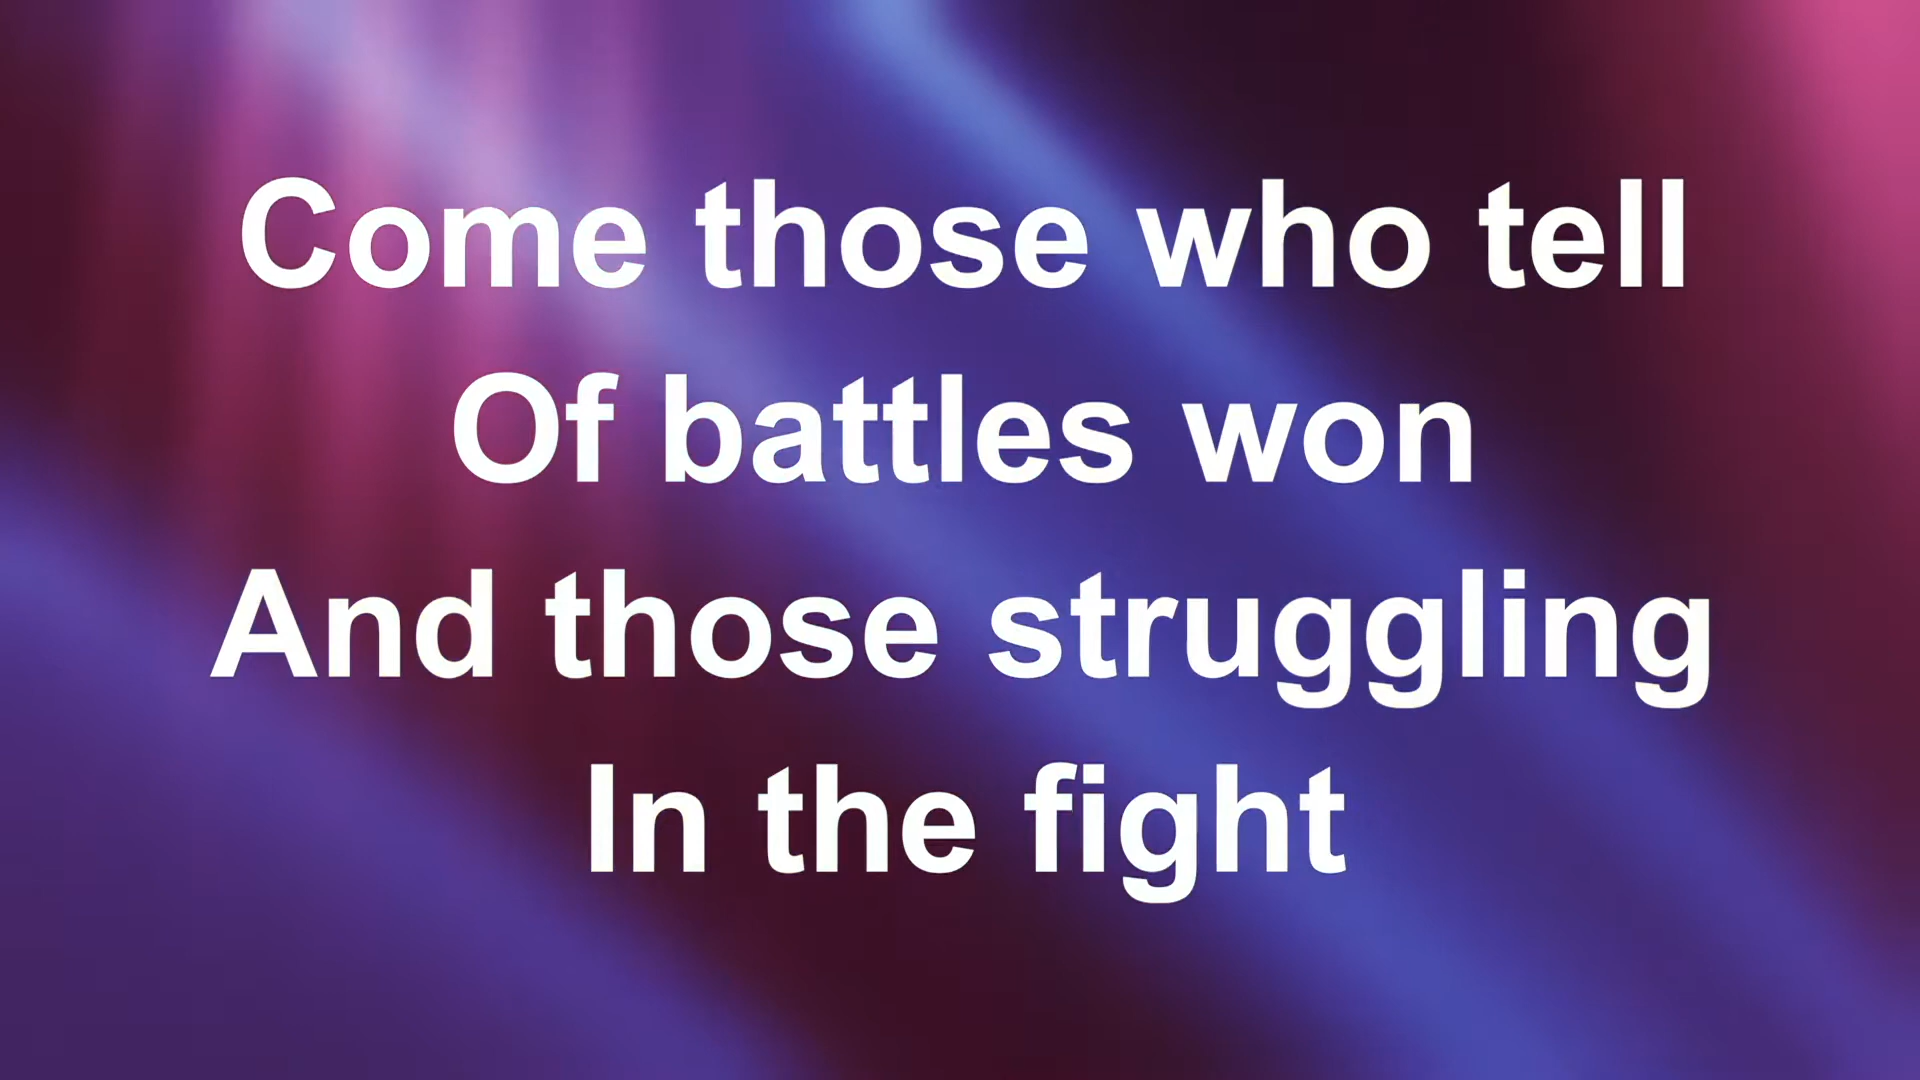 Come those who tell
Of battles won
And those struggling
In the fight